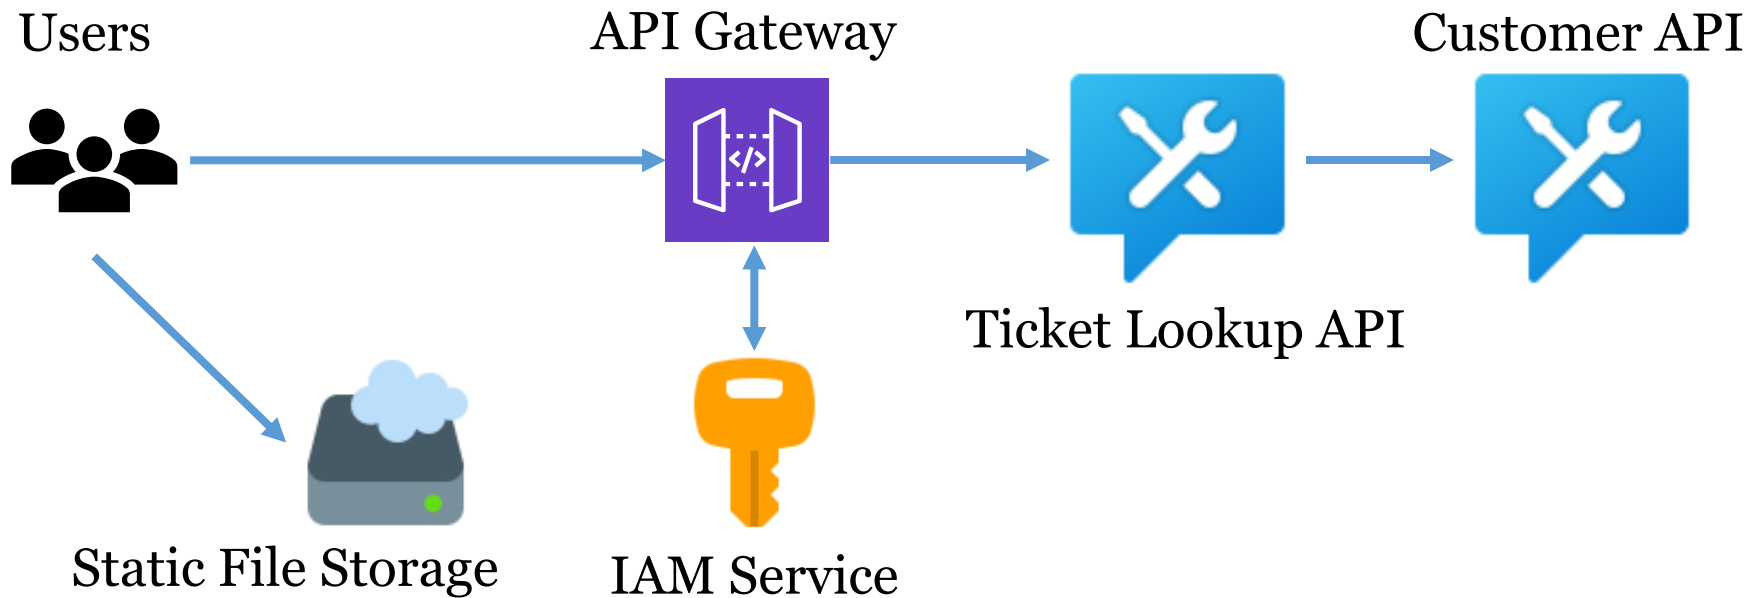 Users
API Gateway
Customer API
</>
Ticket Lookup API
Static File Storage
IAM Service